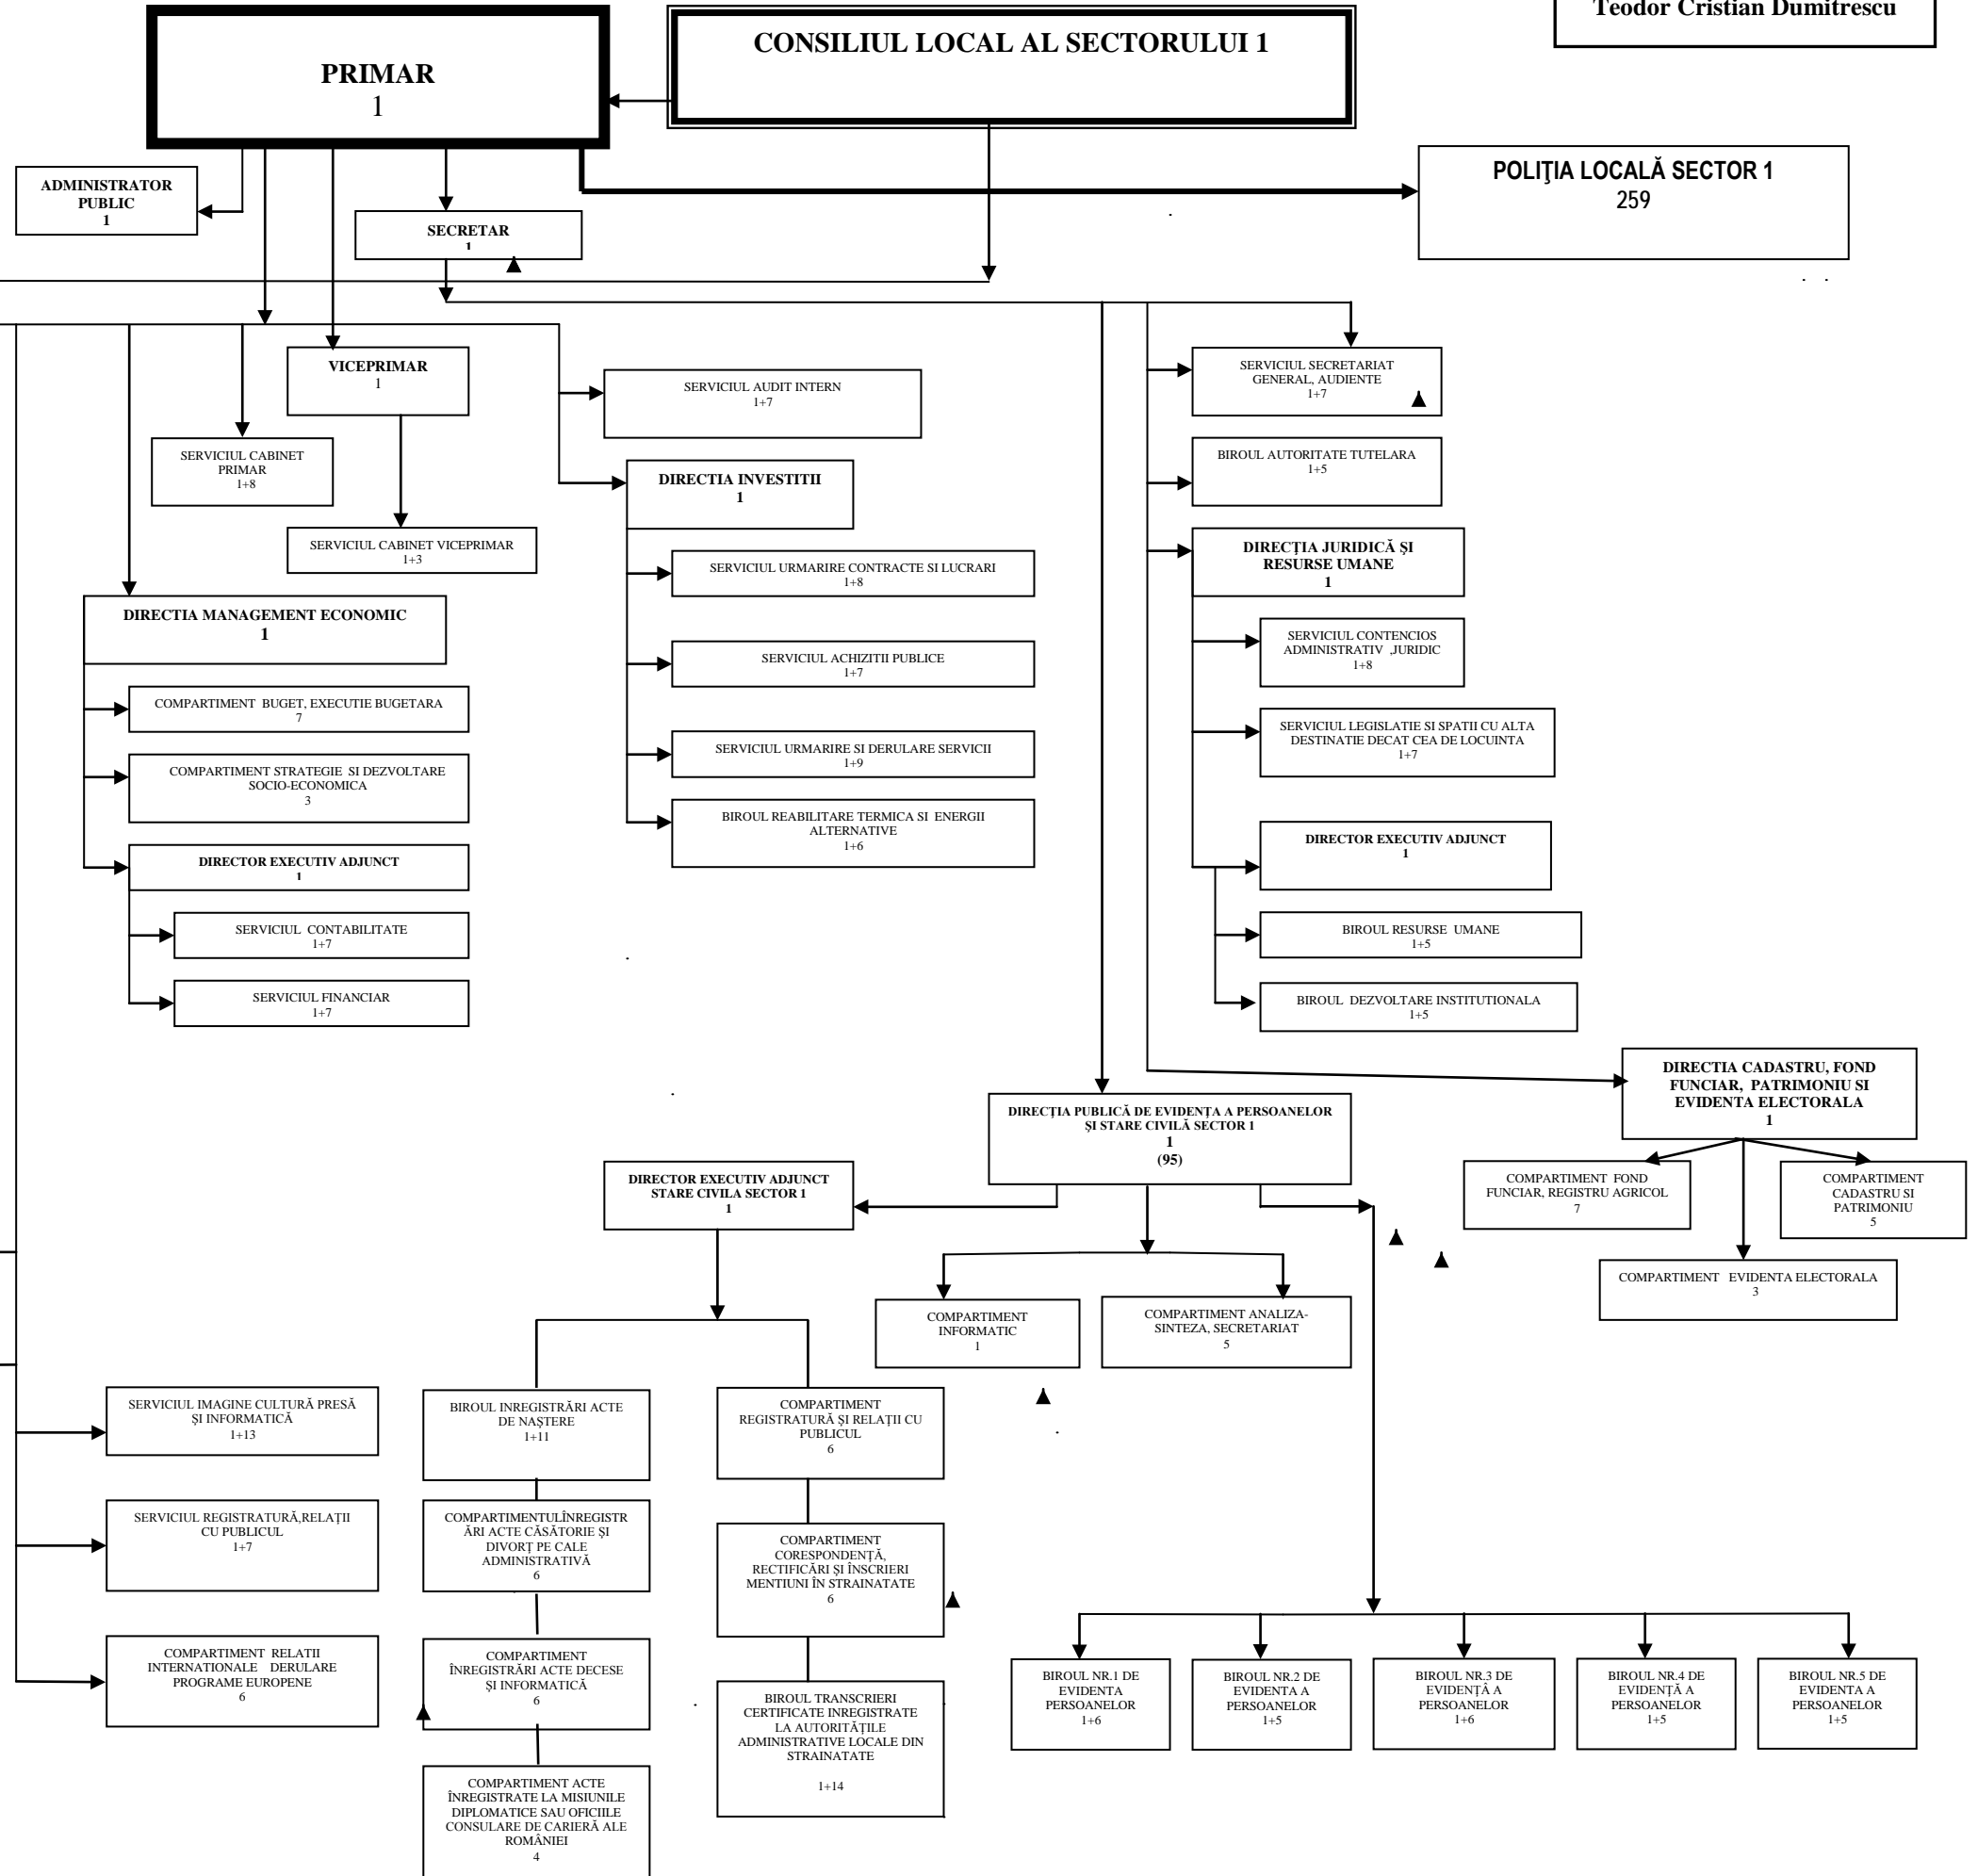 Teodor Cristian Dumitrescu
PRIMAR
1
CONSILIUL LOCAL AL SECTORULUI 1
ADMINISTRATOR
PUBLIC
1
SECRETAR
1
POLIŢIA LOCALĂ SECTOR 1
259
VICEPRIMAR
1
SERVICIUL AUDIT INTERN
1+7
SERVICIUL SECRETARIAT
GENERAL, AUDIENTE
1+7
SERVICIUL CABINET
PRIMAR
1+8
DIRECTIA INVESTITII
1
BIROUL AUTORITATE TUTELARA
1+5
SERVICIUL CABINET VICEPRIMAR
1+3
SERVICIUL URMARIRE CONTRACTE SI LUCRARI
1+8
DIRECŢIA JURIDICĂ ŞI
RESURSE UMANE
1
DIRECTIA MANAGEMENT ECONOMIC
1
SERVICIUL ACHIZITII PUBLICE
1+7
SERVICIUL CONTENCIOS
ADMINISTRATIV ,JURIDIC
1+8
COMPARTIMENT BUGET, EXECUTIE BUGETARA
7
SERVICIUL URMARIRE SI DERULARE SERVICII
1+9
SERVICIUL LEGISLATIE SI SPATII CU ALTA
DESTINATIE DECAT CEA DE LOCUINTA
1+7
COMPARTIMENT STRATEGIE SI DEZVOLTARE
SOCIO-ECONOMICA
3
BIROUL REABILITARE TERMICA SI ENERGII
ALTERNATIVE
1+6
DIRECTOR EXECUTIV ADJUNCT
1
DIRECTOR EXECUTIV ADJUNCT
1
SERVICIUL CONTABILITATE
1+7
BIROUL RESURSE UMANE
1+5
SERVICIUL FINANCIAR
1+7
BIROUL DEZVOLTARE INSTITUTIONALA
1+5
DIRECTIA CADASTRU, FOND
FUNCIAR, PATRIMONIU SI
EVIDENTA ELECTORALA
1
DIRECŢIA PUBLICĂ DE EVIDENŢA A PERSOANELOR
ŞI STARE CIVILĂ SECTOR 1
1
(95)
DIRECTOR EXECUTIV ADJUNCT
STARE CIVILA SECTOR 1
1
COMPARTIMENT FOND
FUNCIAR, REGISTRU AGRICOL
7
COMPARTIMENT
CADASTRU SI
PATRIMONIU
5
COMPARTIMENT EVIDENTA ELECTORALA
3
COMPARTIMENT
INFORMATIC
1
COMPARTIMENT ANALIZA-
SINTEZA, SECRETARIAT
5
SERVICIUL IMAGINE CULTURĂ PRESĂ
ŞI INFORMATICĂ
1+13
BIROUL INREGISTRĂRI ACTE
DE NAŞTERE
1+11
COMPARTIMENT
REGISTRATURĂ ŞI RELAŢII CU
PUBLICUL
6
SERVICIUL REGISTRATURĂ,RELAŢII
CU PUBLICUL
1+7
COMPARTIMENTULÎNREGISTR
ĂRI ACTE CĂSĂTORIE ŞI
DIVORŢ PE CALE
ADMINISTRATIVĂ
6
COMPARTIMENT
CORESPONDENŢĂ,
RECTIFICĂRI ŞI ÎNSCRIERI
MENTIUNI ÎN STRAINATATE
6
COMPARTIMENT RELATII
INTERNATIONALE DERULARE
PROGRAME EUROPENE
6
COMPARTIMENT
ÎNREGISTRĂRI ACTE DECESE
ŞI INFORMATICĂ
6
BIROUL TRANSCRIERI
CERTIFICATE INREGISTRATE
LA AUTORITĂŢILE
ADMINISTRATIVE LOCALE DIN
STRAINATATE
1+14
BIROUL NR.1 DE
EVIDENTA
PERSOANELOR
1+6
BIROUL NR.2 DE
EVIDENTA A
PERSOANELOR
1+5
BIROUL NR.3 DE
EVIDENŢÂ A
PERSOANELOR
1+6
BIROUL NR.4 DE
EVIDENŢĂ A
PERSOANELOR
1+5
BIROUL NR.5 DE
EVIDENTA A
PERSOANELOR
1+5
COMPARTIMENT ACTE
ÎNREGISTRATE LA MISIUNILE
DIPLOMATICE SAU OFICIILE
CONSULARE DE CARIERĂ ALE
ROMÂNIEI
4